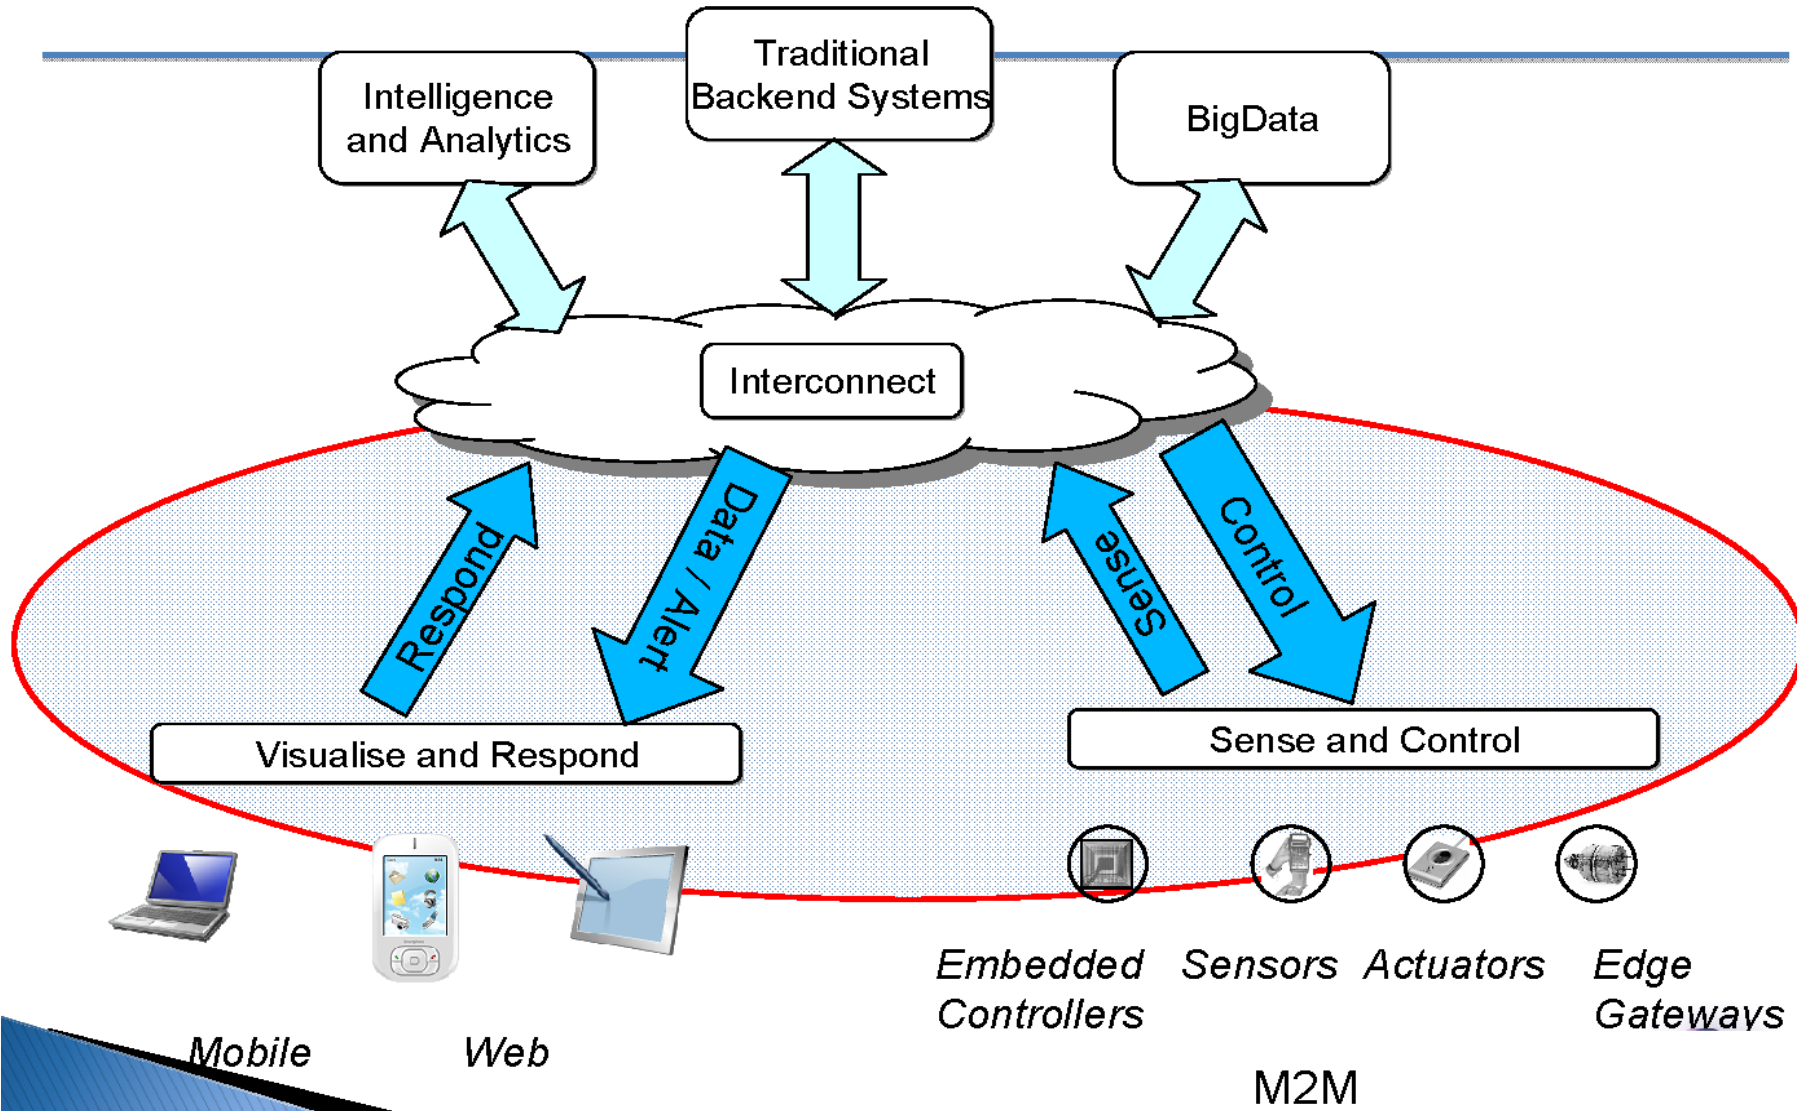 Traditional
Backend Systems
Intelligence
and Analytics
BigData
Interconnect
Respond
Data / Alert
Sense
Control
Visualise and Respond
Sense and Control
Embedded
Controllers
Sensors
Actuators
Edge
Gateways
Mobile
Web
M2M